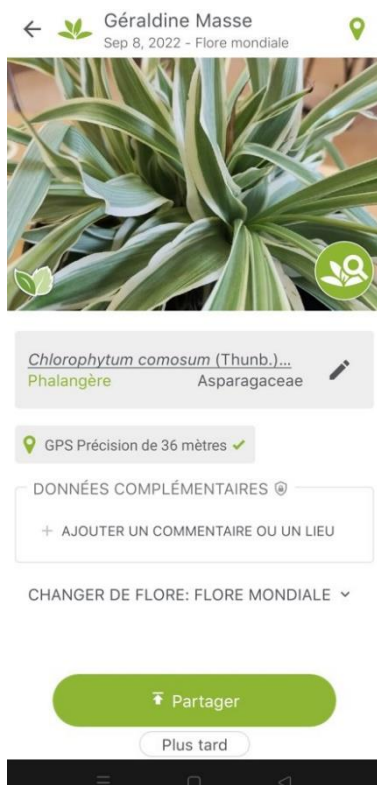 Géraldine Masse
Sep 8, 2022 - Flore mondiale
Chlorophytum comosum (Thunb.)...
Phalangère Asparagaceae
GPS Précision de 36 mètres
DONNÉES COMPLÉMENTAIRES
+ AJOUTER UN COMMENTAIRE OU UN LIEU
CHANGER DE FLORE: FLORE MONDIALE
Partager
Plus tard